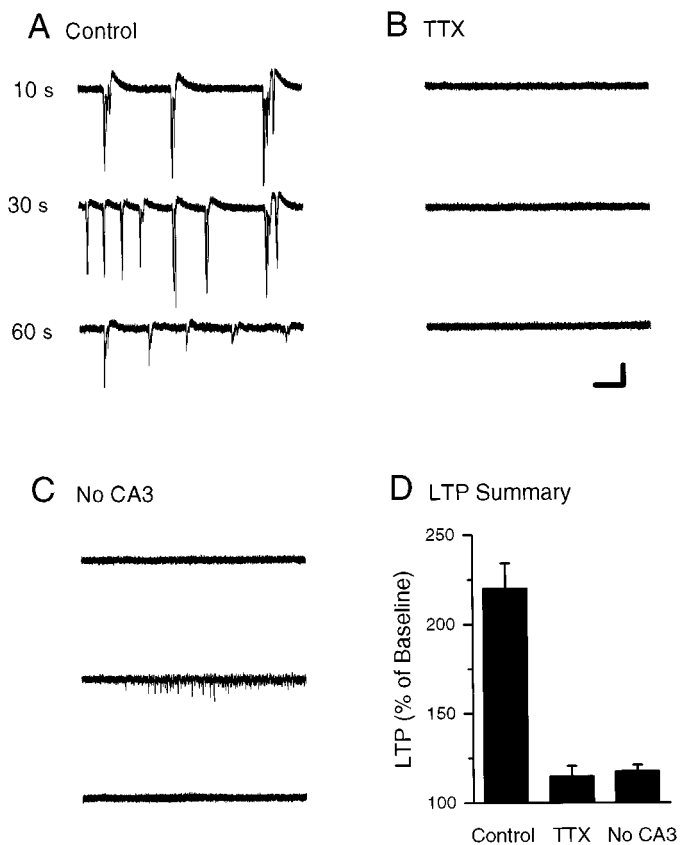 A Control
B TTX
10 s
30 s
60 s
C No CA3
D LTP Summary
LTP (% of Baseline)
250
200
150
100
Control TTX No CA3